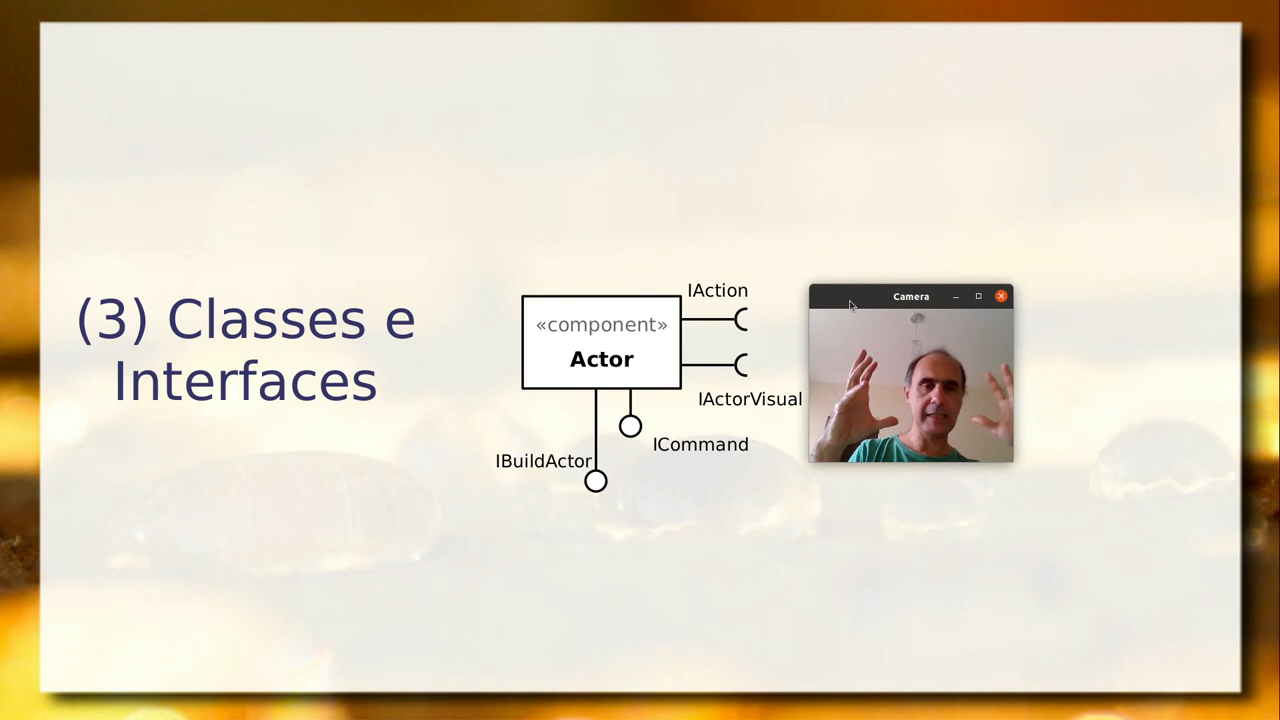 (3) Classes e
Interfaces
«component»
Actor
IAction
IActorVisual
ICommand
IBuildActor
Camera